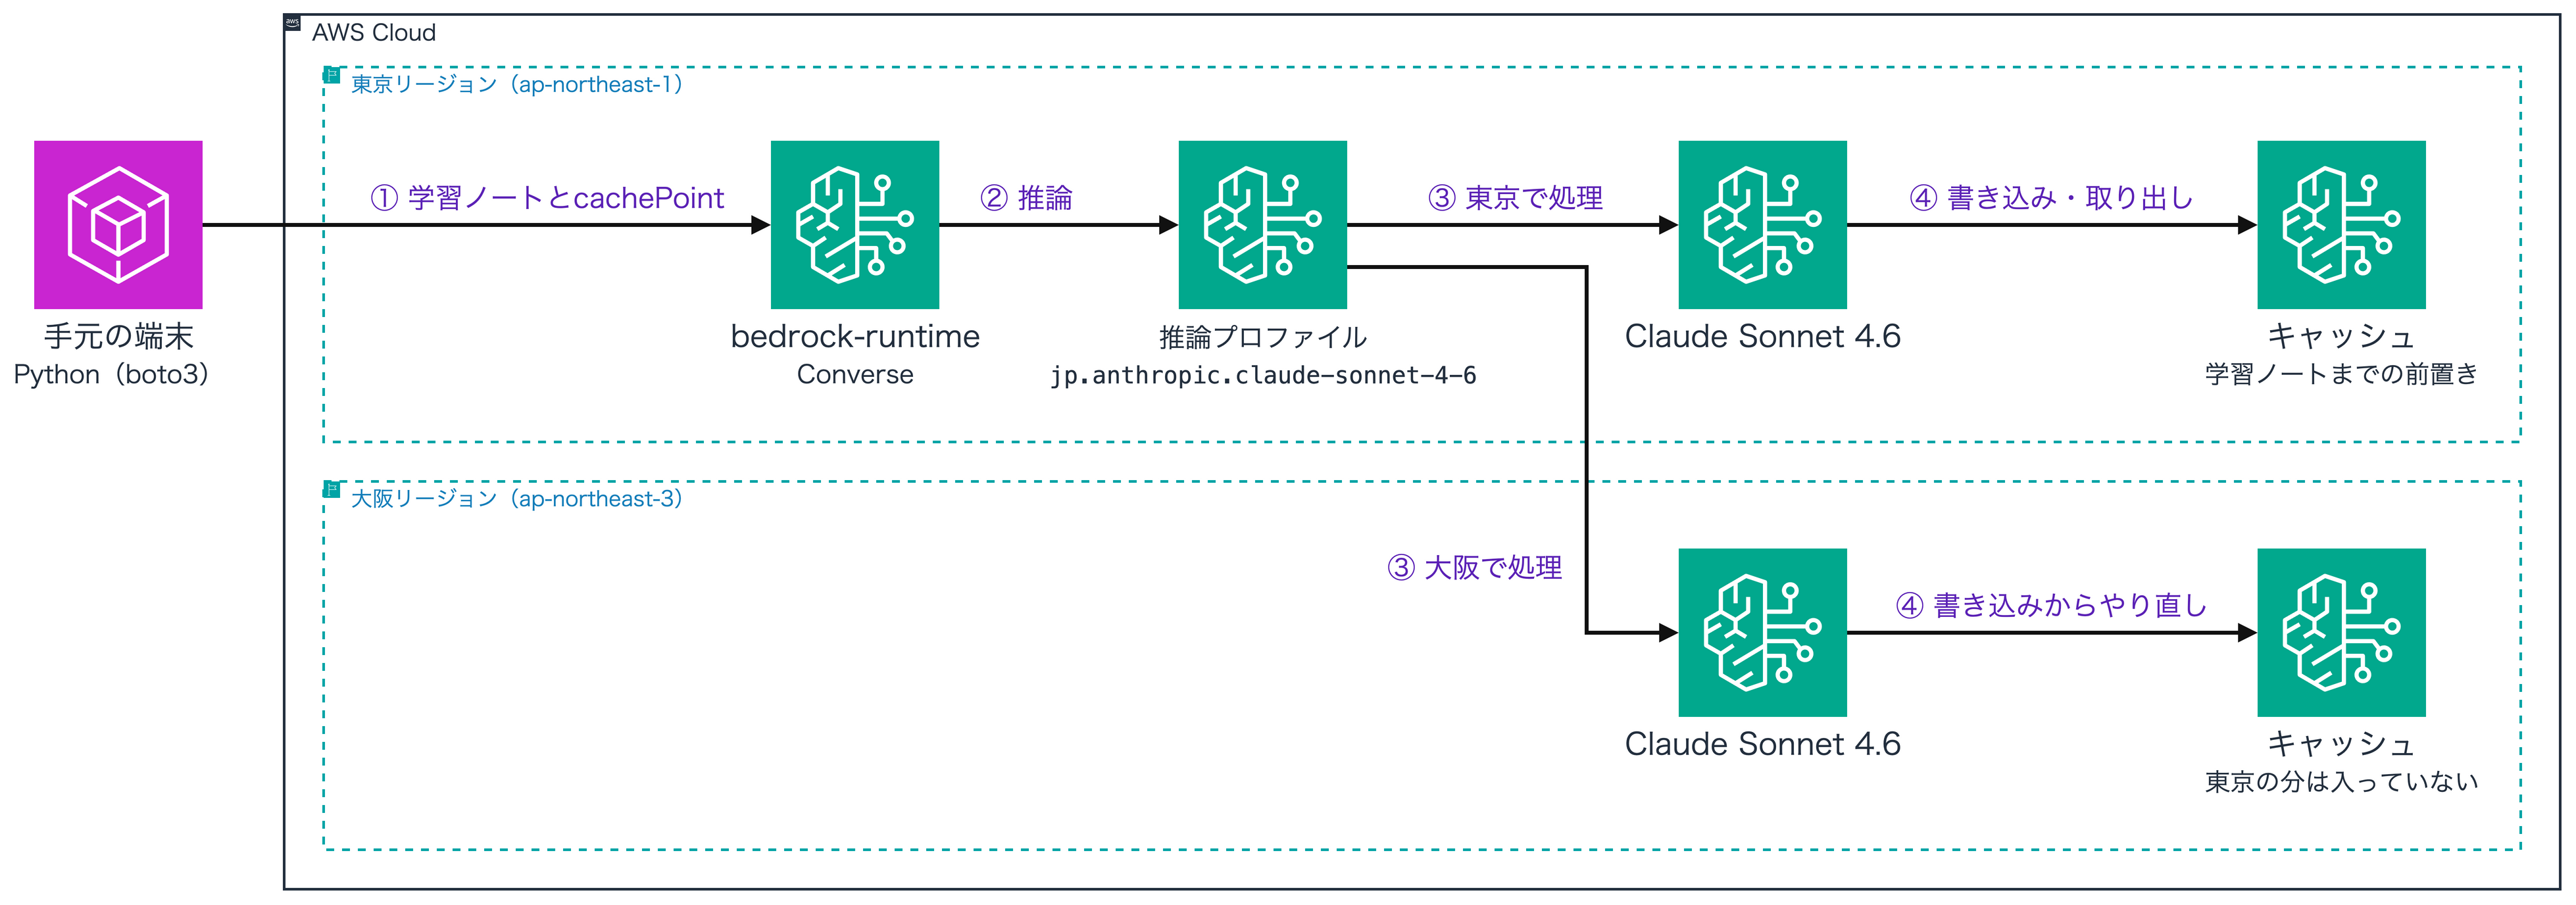 aws
AWS Cloud
東京リージョン（ap-northeast-1）
① 学習ノートとcachePoint
② 推論
③ 東京で処理
④ 書き込み・取り出し
手元の端末
Python（boto3）
bedrock-runtime
Converse
推論プロファイル
jp.anthropic.claude-sonnet-4-6
Claude Sonnet 4.6
キャッシュ
学習ノートまでの前置き
大阪リージョン（ap-northeast-3）
③ 大阪で処理
④ 書き込みからやり直し
Claude Sonnet 4.6
キャッシュ
東京の分は入っていない